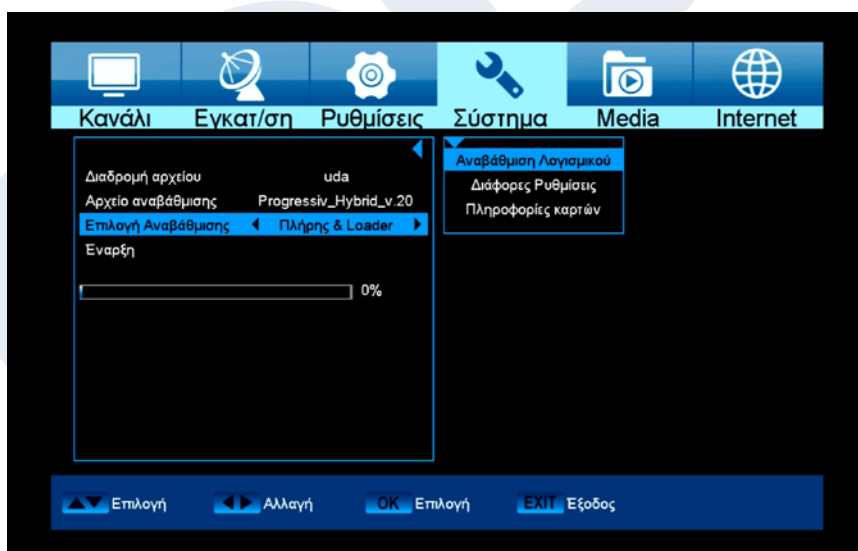 Κανάλι Εγκατ/ση Ρυθμίσεις Σύστημα Media Internet
Διαδρομή αρχείου uda
Αρχείο αναβάθμισης Progressiv_Hybrid_v.20
Επιλογή Αναβάθμισης Πλήρης & Loader
Έναρξη
0%
Αναβάθμιση Λογισμικού
Διάφορες Ρυθμίσεις
Πληροφορίες καρτών
Επιλογή Αλλαγή OK Επιλογή EXIT Έξοδος